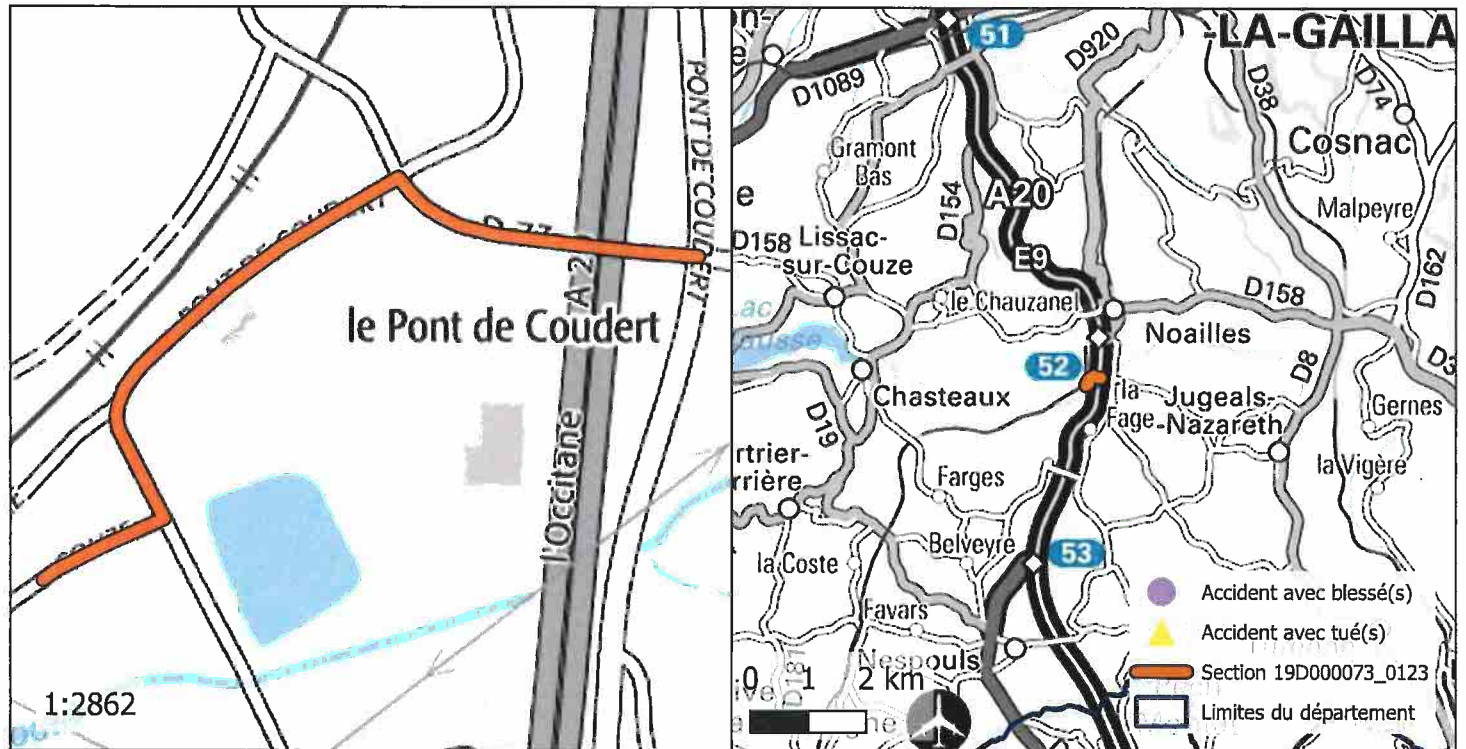 PONT DE COUDERT
le Pont de Coudert
l'Occitane
1:2862
-LA-GAILLA
51
D1089
D920
D38
D74
Cosnac
Gramont
Bas
A20
D154
Malpeyre
D158
Lissac-
-sur-Couze
E9
D162
le Chauzanel
D158
Noailles
52
D8
Chasteaux
la
Fage
Jugeals-
-Nazareth
Gernes
D19
rtrier-
rrière
Farges
la Vigère
Belveyre
53
la Coste
Favars
Nespouls
D181
0 1 2 km
Accident avec blessé(s)
Accident avec tué(s)
Section 19D000073_0123
Limites du département